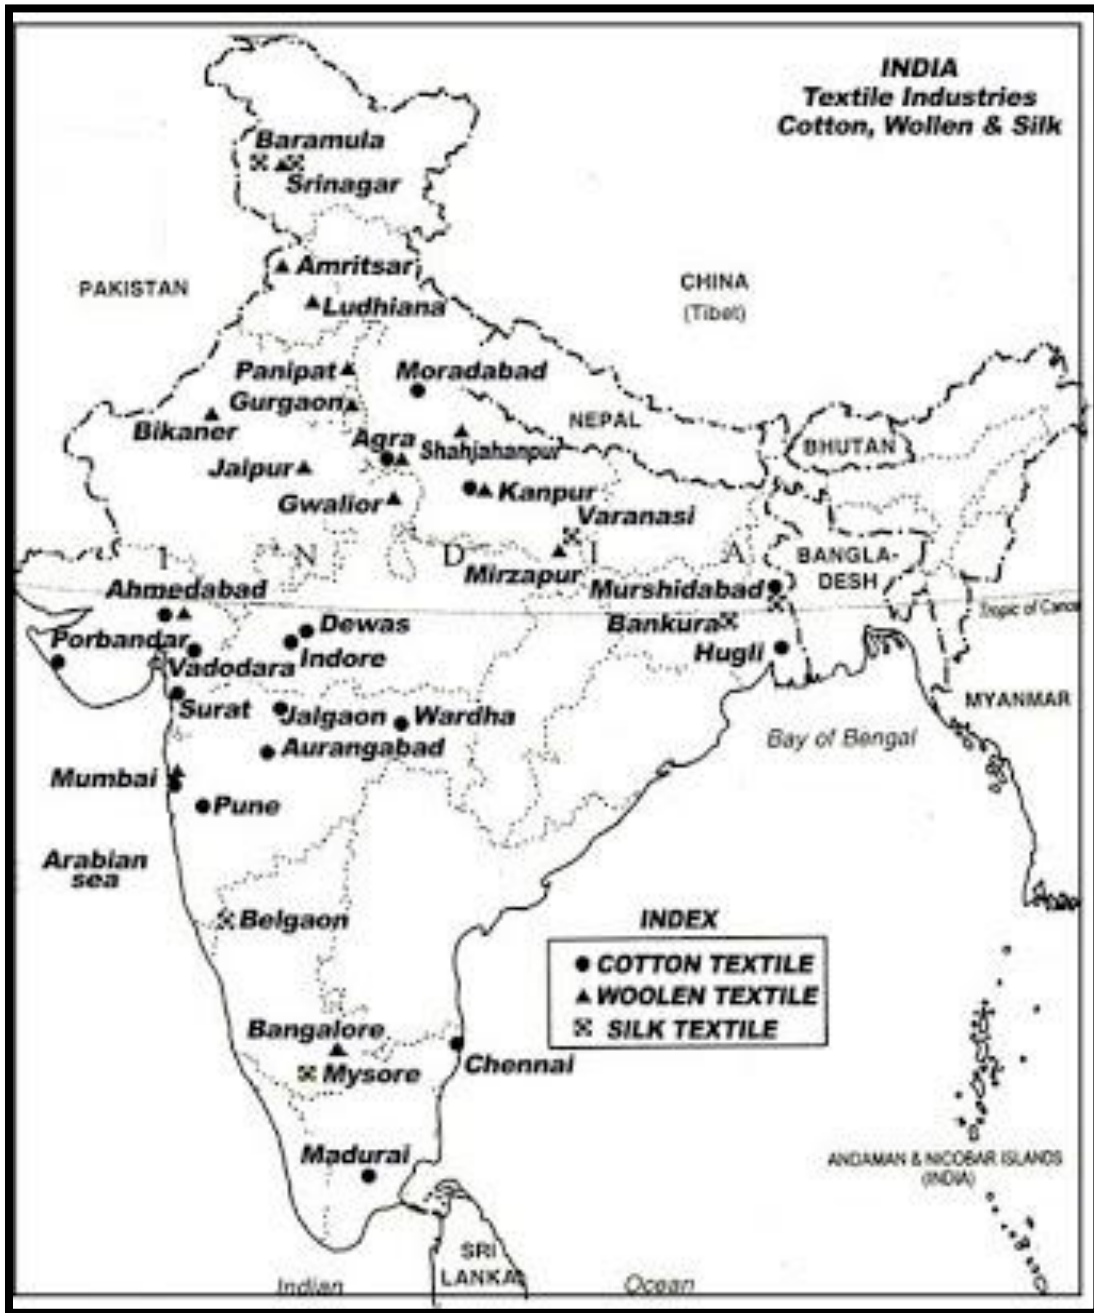 INDIA
Textile Industries
Cotton, Wollen & Silk
Baramula
Srinagar
Amritsar
PAKISTAN
CHINA
(Tibet)
Ludhiana
Panipat
Moradabad
Gurgaon
Bikaner
NEPAL
Agra
Shahjahanpur
BHUTAN
Jaipur
Gwalior
Kanpur
Varanasi
I N D I A
BANGLA-
DESH
Mirzapur
Ahmedabad
Murshidabad
Tropic of Cancer
Bankura
Dewas
Porbandar
Indore
Hugli
Vadodara
Surat
Jalgaon
Wardha
MYANMAR
Aurangabad
Bay of Bengal
Mumbai
Pune
Arabian
sea
Belgaon
INDEX
COTTON TEXTILE
WOOLEN TEXTILE
SILK TEXTILE
Bangalore
Chennai
Mysore
Madurai
ANDAMAN & NICOBAR ISLANDS
(INDIA)
SRI
LANKA
Indian Ocean